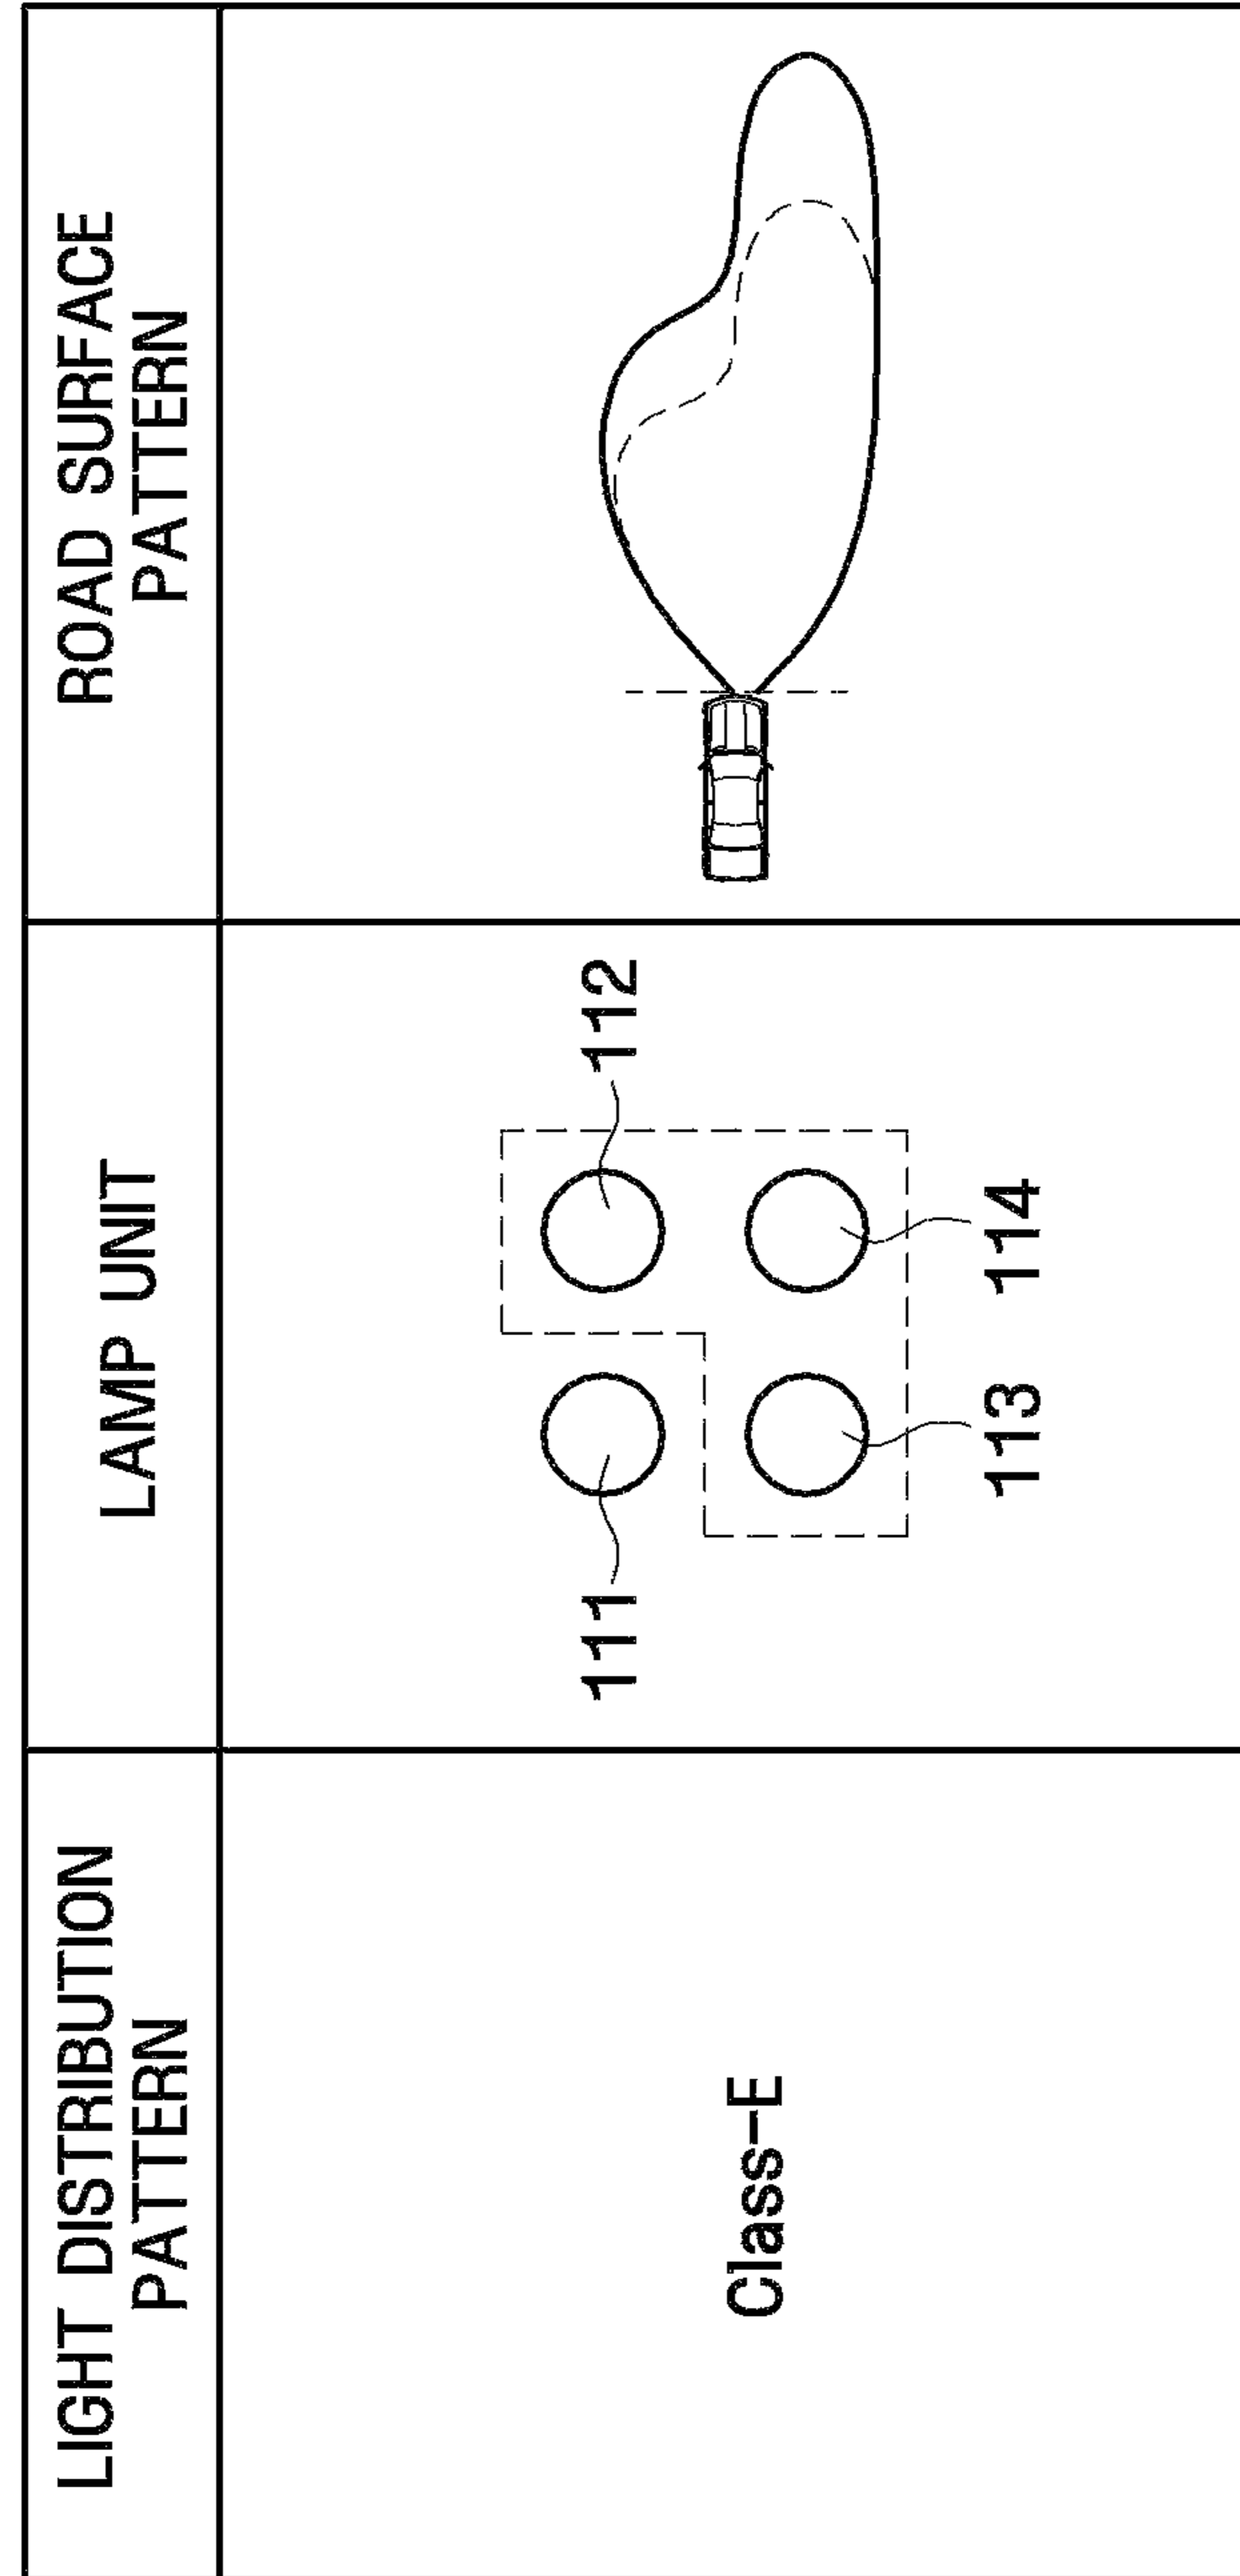 LIGHT DISTRIBUTION
PATTERN
LAMP UNIT
ROAD SURFACE
PATTERN
Class-E
111
112
113
114